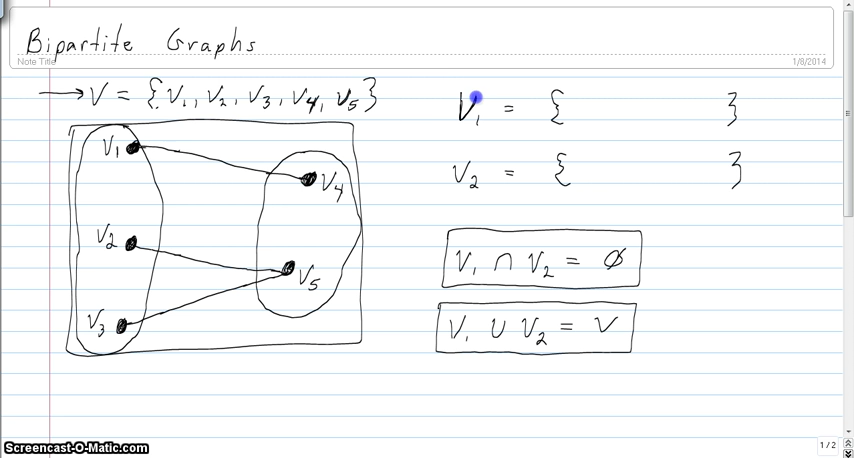 Bipartite Graphs
Note Title
1/8/2014
→ V = {v1, v2, v3, v4, v5}
V1 = { }
V2 = { }
v1
v4
v2
v5
v3
V1 ∩ V2 = ∅
V1 ∪ V2 = V
1 / 2
Screencast-O-Matic.com